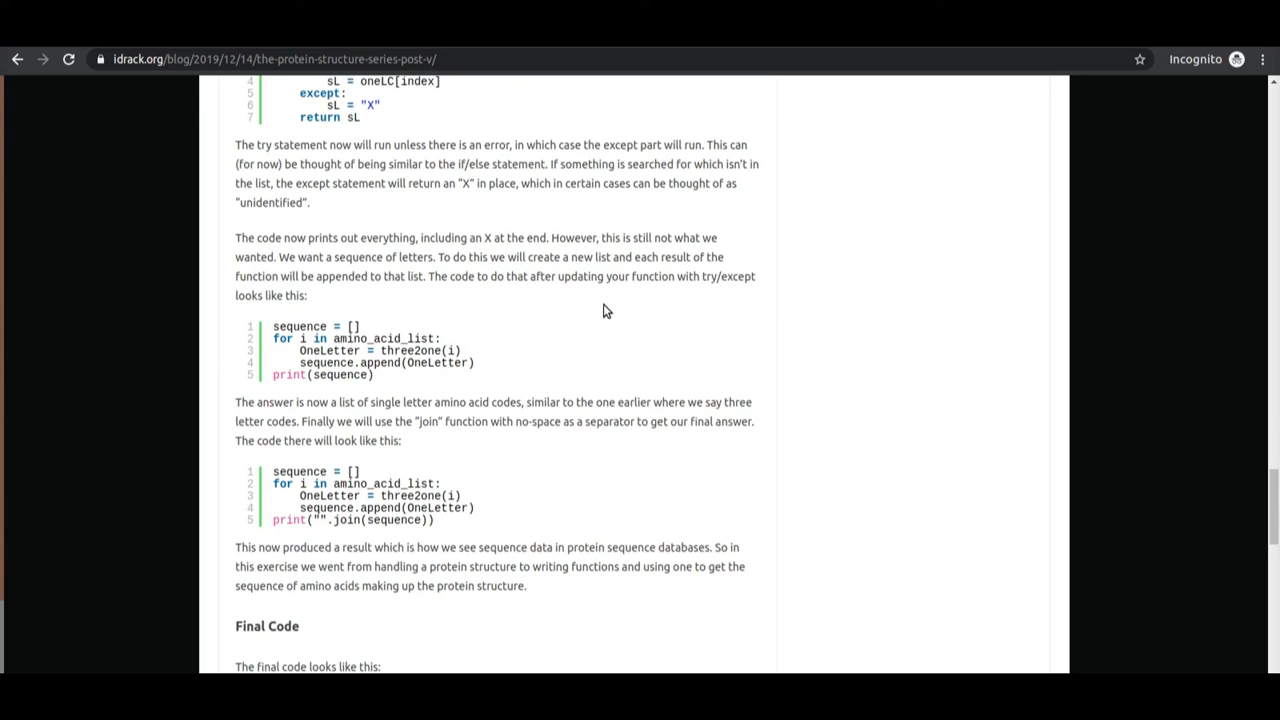 idrack.org/blog/2019/12/14/the-protein-structure-series-post-v/
Incognito
4 sL = oneLC[index]
5 except:
6 sL = "X"
7 return sL
The try statement now will run unless there is an error, in which case the except part will run. This can
(for now) be thought of being similar to the if/else statement. If something is searched for which isn’t in
the list, the except statement will return an “X” in place, which in certain cases can be thought of as
“unidentified”.
The code now prints out everything, including an X at the end. However, this is still not what we
wanted. We want a sequence of letters. To do this we will create a new list and each result of the
function will be appended to that list. The code to do that after updating your function with try/except
looks like this:
1 sequence = []
2 for i in amino_acid_list:
3 OneLetter = three2one(i)
4 sequence.append(OneLetter)
5 print(sequence)
The answer is now a list of single letter amino acid codes, similar to the one earlier where we say three
letter codes. Finally we will use the “join” function with no-space as a separator to get our final answer.
The code there will look like this:
1 sequence = []
2 for i in amino_acid_list:
3 OneLetter = three2one(i)
4 sequence.append(OneLetter)
5 print("".join(sequence))
This now produced a result which is how we see sequence data in protein sequence databases. So in
this exercise we went from handling a protein structure to writing functions and using one to get the
sequence of amino acids making up the protein structure.
Final Code
The final code looks like this: